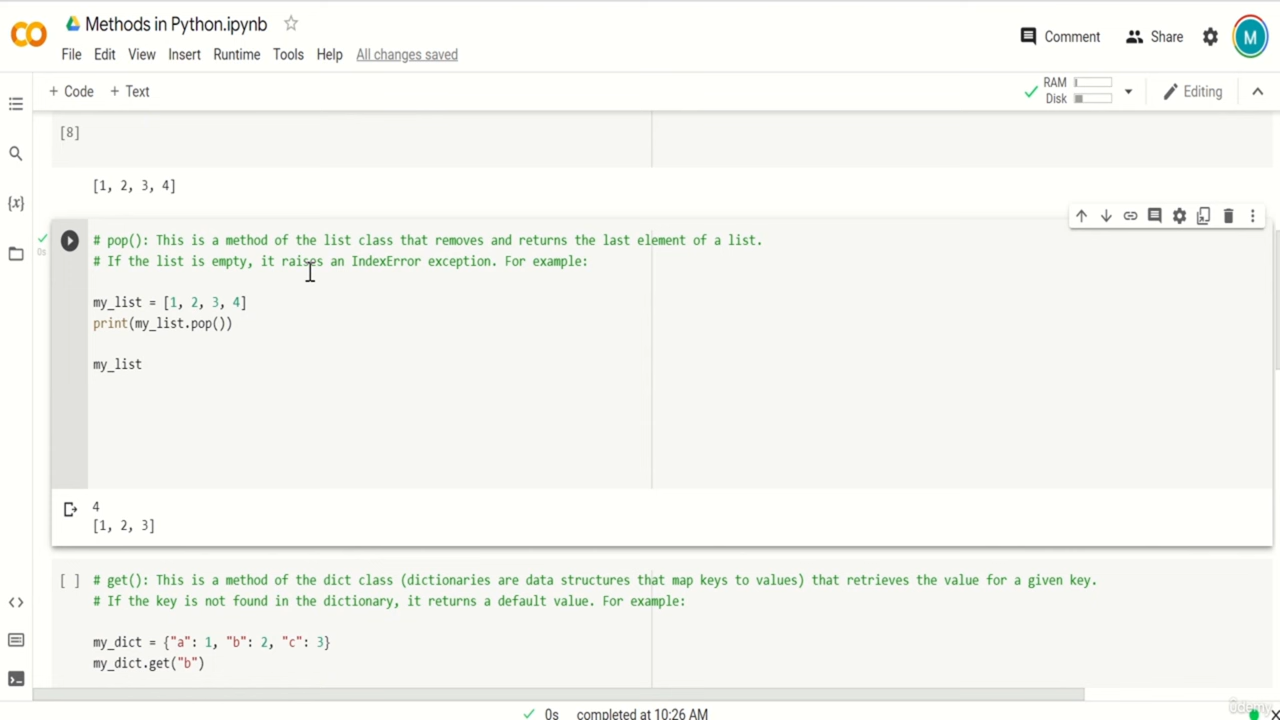 Methods in Python.ipynb
File Edit View Insert Runtime Tools Help All changes saved
Comment Share M
+ Code + Text
RAM
Disk
Editing
[8]
[1, 2, 3, 4]
{x}
0s
# pop(): This is a method of the list class that removes and returns the last element of a list.
# If the list is empty, it raises an IndexError exception. For example:
my_list = [1, 2, 3, 4]
print(my_list.pop())
my_list
4
[1, 2, 3]
[ ] # get(): This is a method of the dict class (dictionaries are data structures that map keys to values) that retrieves the value for a given key.
# If the key is not found in the dictionary, it returns a default value. For example:
my_dict = {"a": 1, "b": 2, "c": 3}
my_dict.get("b")
0s completed at 10:26 AM
ûdemy